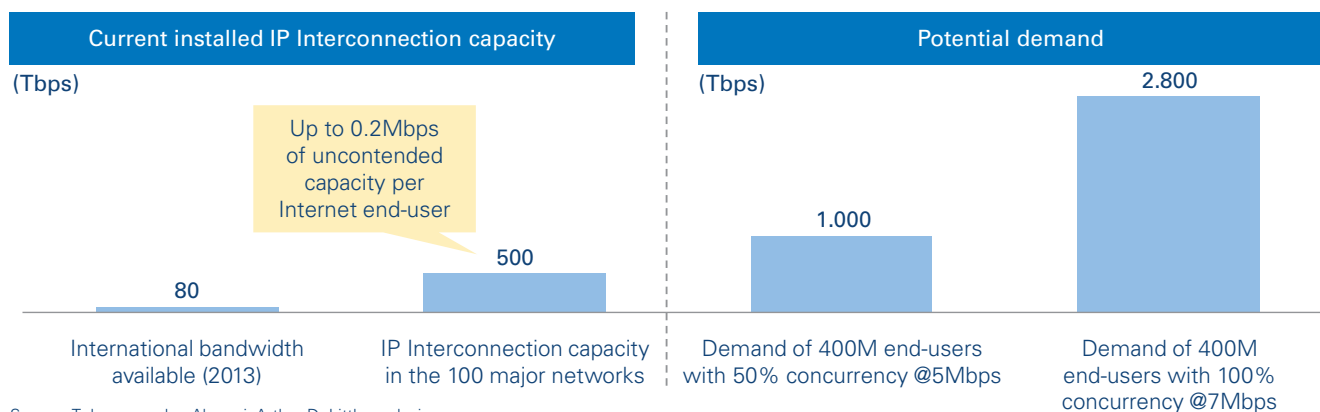 Current installed IP Interconnection capacity
(Tbps)
Up to 0.2Mbps
of uncontended
capacity per
Internet end-user
80
500
International bandwidth
available (2013)
IP Interconnection capacity
in the 100 major networks
Potential demand
(Tbps)
1.000
2.800
Demand of 400M end-users
with 50% concurrency @5Mbps
Demand of 400M
end-users with 100%
concurrency @7Mbps